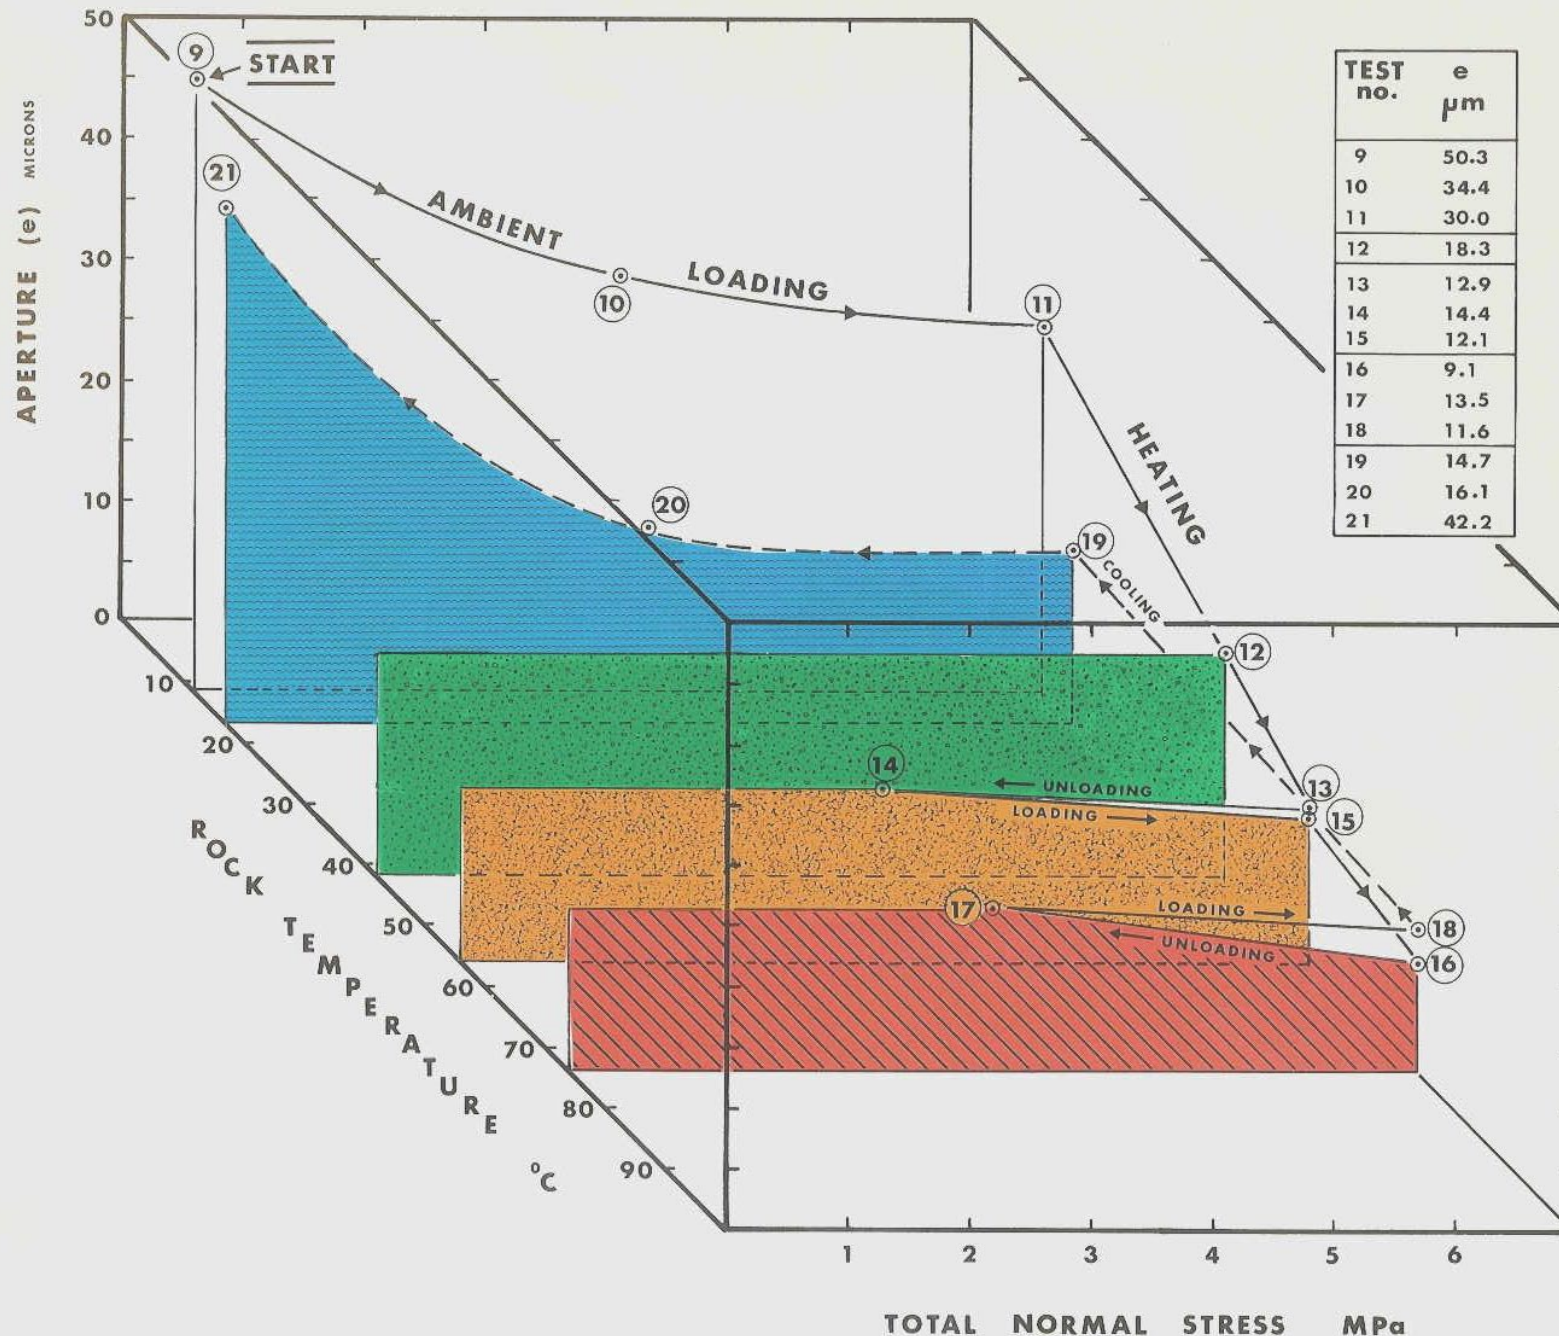 50
40
30
20
10
0
APERTURE (e) MICRONS
9
START
21
AMBIENT
LOADING
10
11
HEATING
20
19
COOLING
12
14
UNLOADING
LOADING
13
15
17
LOADING
UNLOADING
18
16
TEST no. e µm
9 50.3
10 34.4
11 30.0
12 18.3
13 12.9
14 14.4
15 12.1
16 9.1
17 13.5
18 11.6
19 14.7
20 16.1
21 42.2
10
20
30
40
50
60
70
80
90
ROCK TEMPERATURE °C
1 2 3 4 5 6
TOTAL NORMAL STRESS MPa